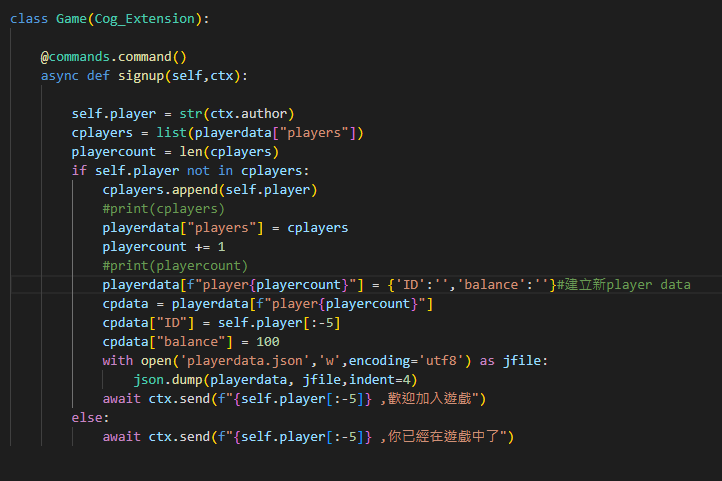 class Game(Cog_Extension):
@commands.command()
async def signup(self,ctx):
self.player = str(ctx.author)
cplayers = list(playerdata["players"])
playercount = len(cplayers)
if self.player not in cplayers:
cplayers.append(self.player)
#print(cplayers)
playerdata["players"] = cplayers
playercount += 1
#print(playercount)
playerdata[f"player{playercount}"] = {'ID':'','balance':''}#建立新player data
cpdata = playerdata[f"player{playercount}"]
cpdata["ID"] = self.player[:-5]
cpdata["balance"] = 100
with open('playerdata.json','w',encoding='utf8') as jfile:
json.dump(playerdata, jfile,indent=4)
await ctx.send(f"{self.player[:-5]} ,歡迎加入遊戲")
else:
await ctx.send(f"{self.player[:-5]} ,你已經在遊戲中了")